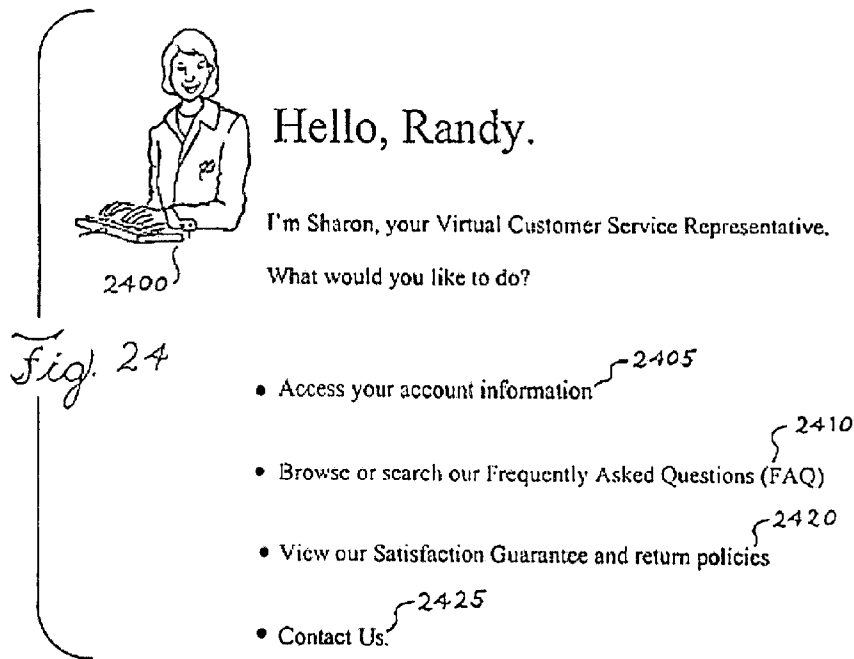 Hello, Randy.
I'm Sharon, your Virtual Customer Service Representative.
What would you like to do?
2400
Fig. 24
2405
• Access your account information
2410
• Browse or search our Frequently Asked Questions (FAQ)
2420
• View our Satisfaction Guarantee and return policies
2425
• Contact Us.